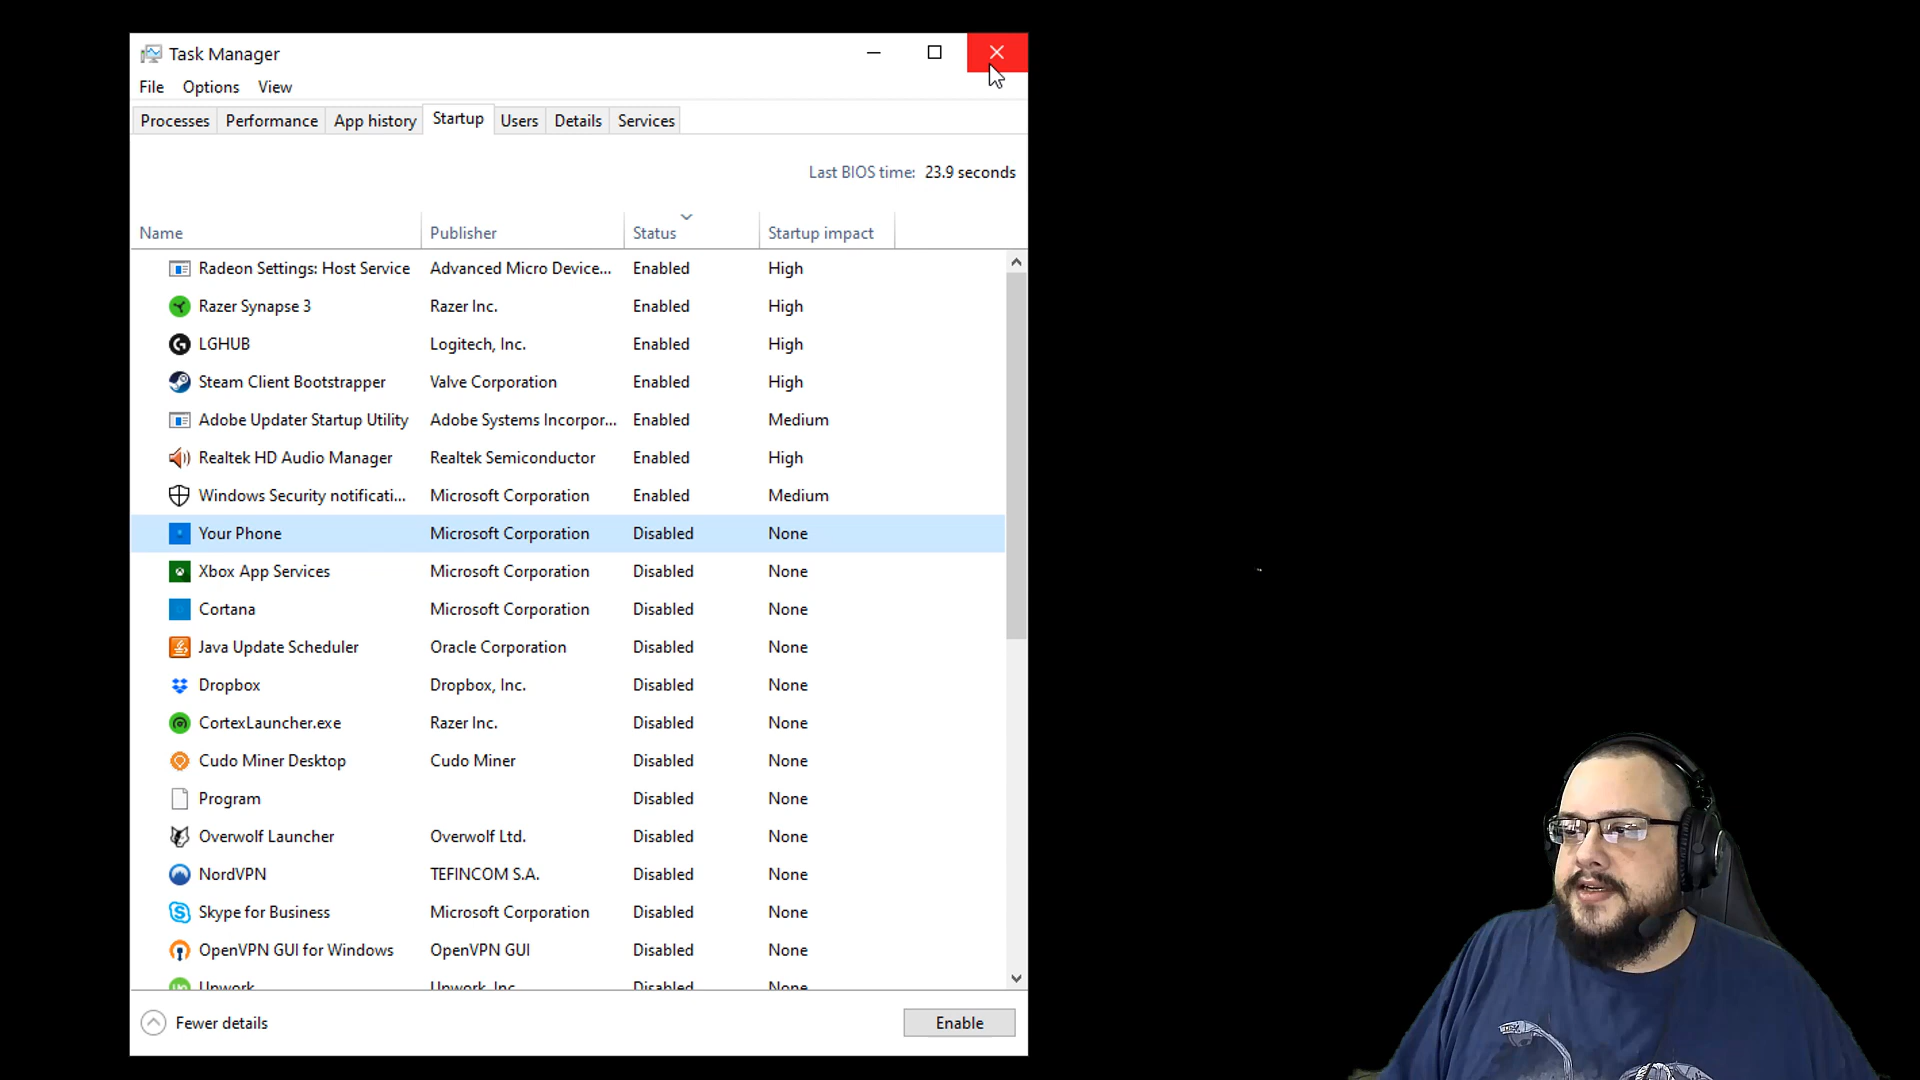 Task Manager
File Options View
Processes Performance App history Startup Users Details Services
Last BIOS time: 23.9 seconds
Name Publisher Status Startup impact
Radeon Settings: Host Service Advanced Micro Device... Enabled High
Razer Synapse 3 Razer Inc. Enabled High
LGHUB Logitech, Inc. Enabled High
Steam Client Bootstrapper Valve Corporation Enabled High
Adobe Updater Startup Utility Adobe Systems Incorpor... Enabled Medium
Realtek HD Audio Manager Realtek Semiconductor Enabled High
Windows Security notificati... Microsoft Corporation Enabled Medium
Your Phone Microsoft Corporation Disabled None
Xbox App Services Microsoft Corporation Disabled None
Cortana Microsoft Corporation Disabled None
Java Update Scheduler Oracle Corporation Disabled None
Dropbox Dropbox, Inc. Disabled None
CortexLauncher.exe Razer Inc. Disabled None
Cudo Miner Desktop Cudo Miner Disabled None
Program Disabled None
Overwolf Launcher Overwolf Ltd. Disabled None
NordVPN TEFINCOM S.A. Disabled None
Skype for Business Microsoft Corporation Disabled None
OpenVPN GUI for Windows OpenVPN GUI Disabled None
Upwork Upwork, Inc. Disabled None
Fewer details Enable